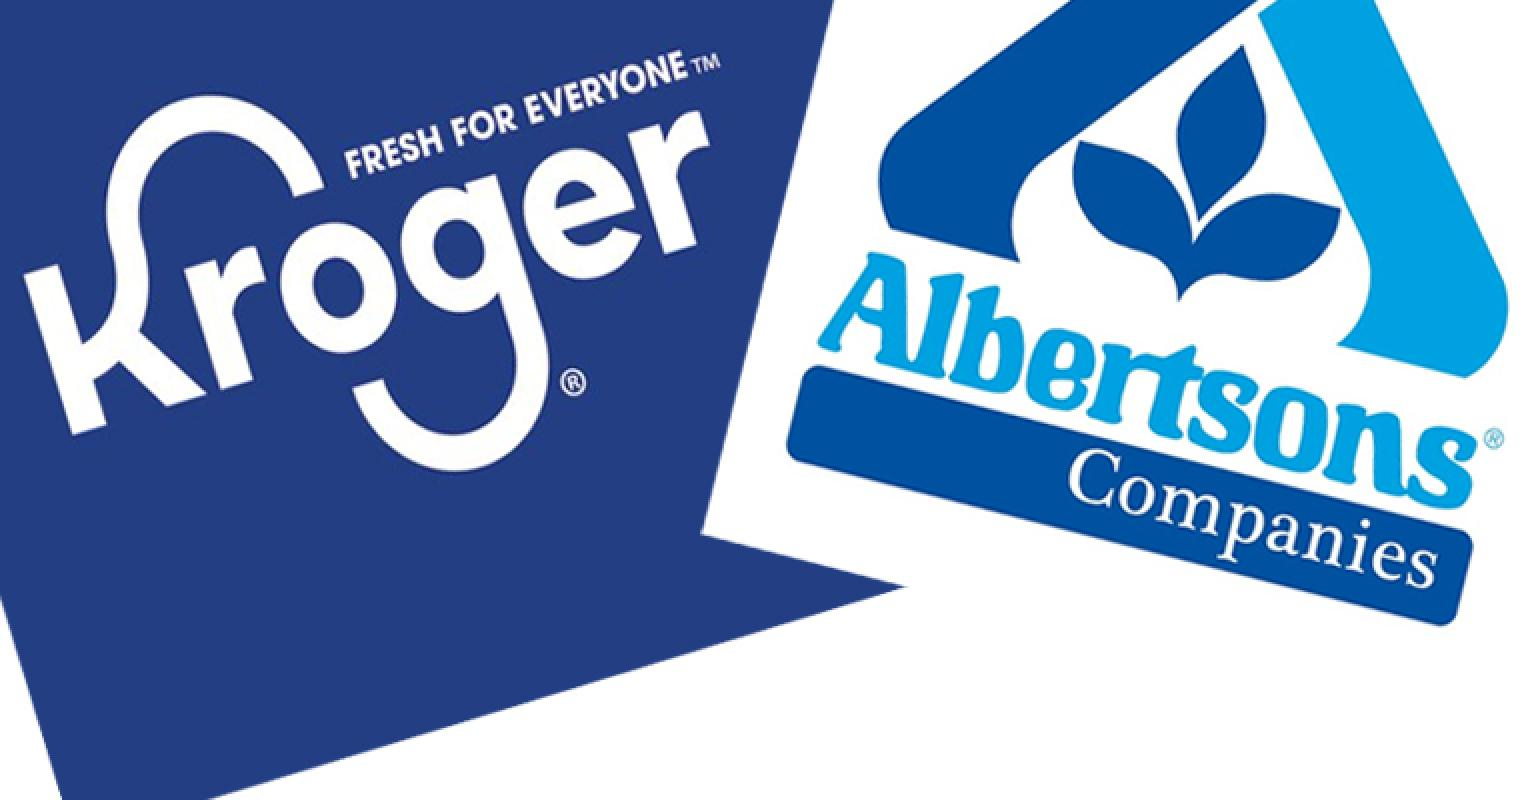 FRESH FOR EVERYONE™
Kroger®
Albertsons®
Companies